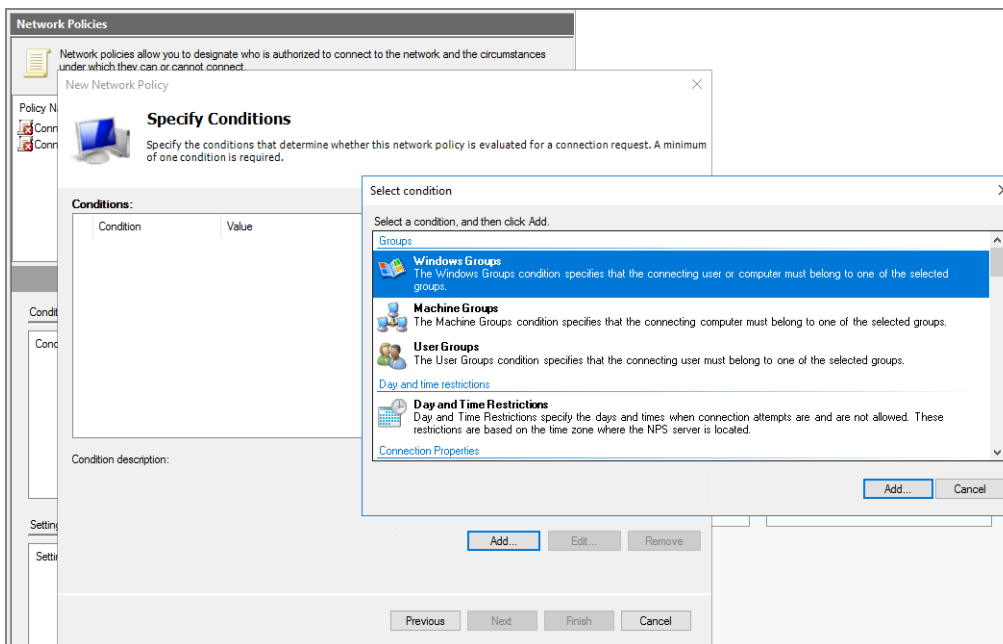 Network Policies
Network policies allow you to designate who is authorized to connect to the network and the circumstances
under which they can or cannot connect.
New Network Policy
Policy N
Conn
Conn
Specify Conditions
Specify the conditions that determine whether this network policy is evaluated for a connection request. A minimum
of one condition is required.
Conditions:
Condition Value
Select condition
Select a condition, and then click Add.
Groups
Windows Groups
The Windows Groups condition specifies that the connecting user or computer must belong to one of the selected
groups.
Machine Groups
The Machine Groups condition specifies that the connecting computer must belong to one of the selected groups.
User Groups
The User Groups condition specifies that the connecting user must belong to one of the selected groups.
Day and time restrictions
Day and Time Restrictions
Day and Time Restrictions specify the days and times when connection attempts are and are not allowed. These
restrictions are based on the time zone where the NPS server is located.
Connection Properties
Add... Cancel
Condit
Cond
Condition description:
Settin
Settin
Add... Edit... Remove
Previous Next Finish Cancel